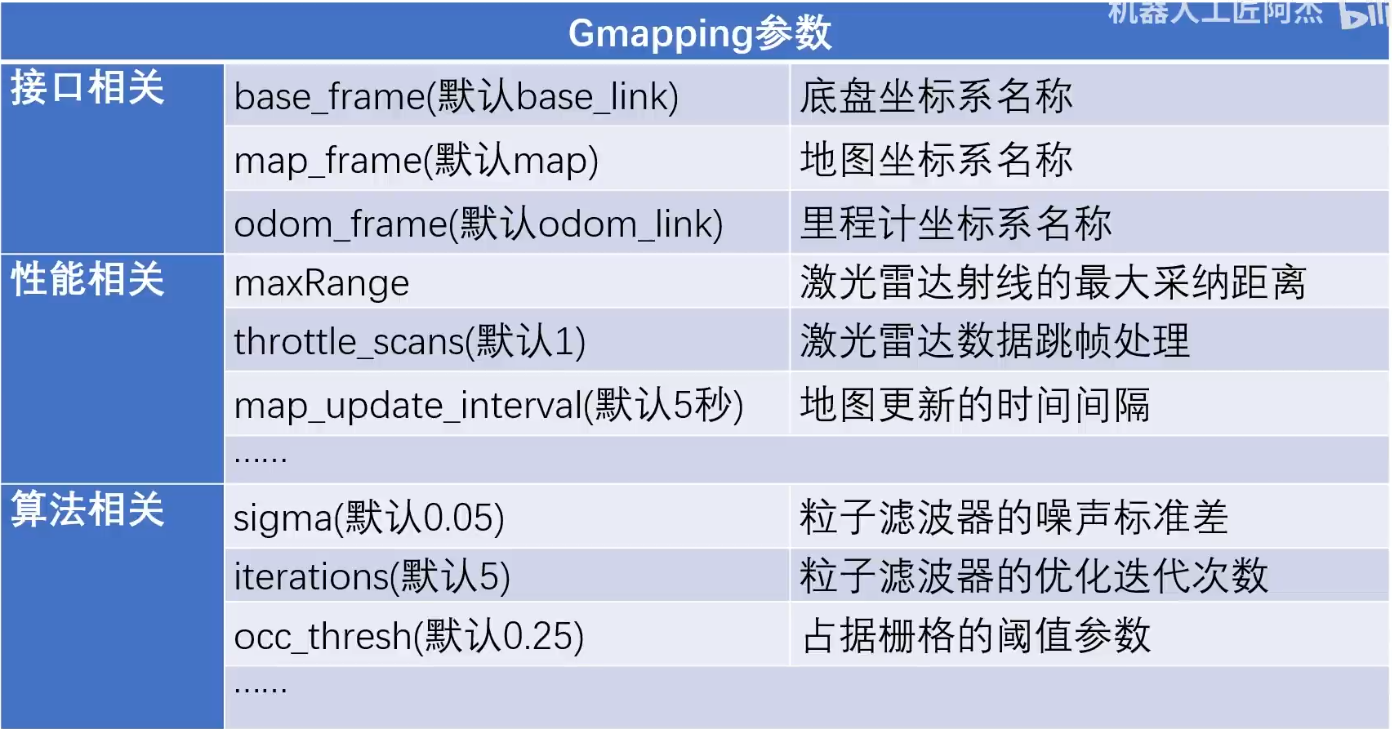 机器人工匠阿杰
Gmapping参数
接口相关
base_frame(默认base_link)
底盘坐标系名称
map_frame(默认map)
地图坐标系名称
odom_frame(默认odom_link)
里程计坐标系名称
性能相关
maxRange
激光雷达射线的最大采纳距离
throttle_scans(默认1)
激光雷达数据跳帧处理
map_update_interval(默认5秒)
地图更新的时间间隔
……
算法相关
sigma(默认0.05)
粒子滤波器的噪声标准差
iterations(默认5)
粒子滤波器的优化迭代次数
occ_thresh(默认0.25)
占据栅格的阈值参数
……